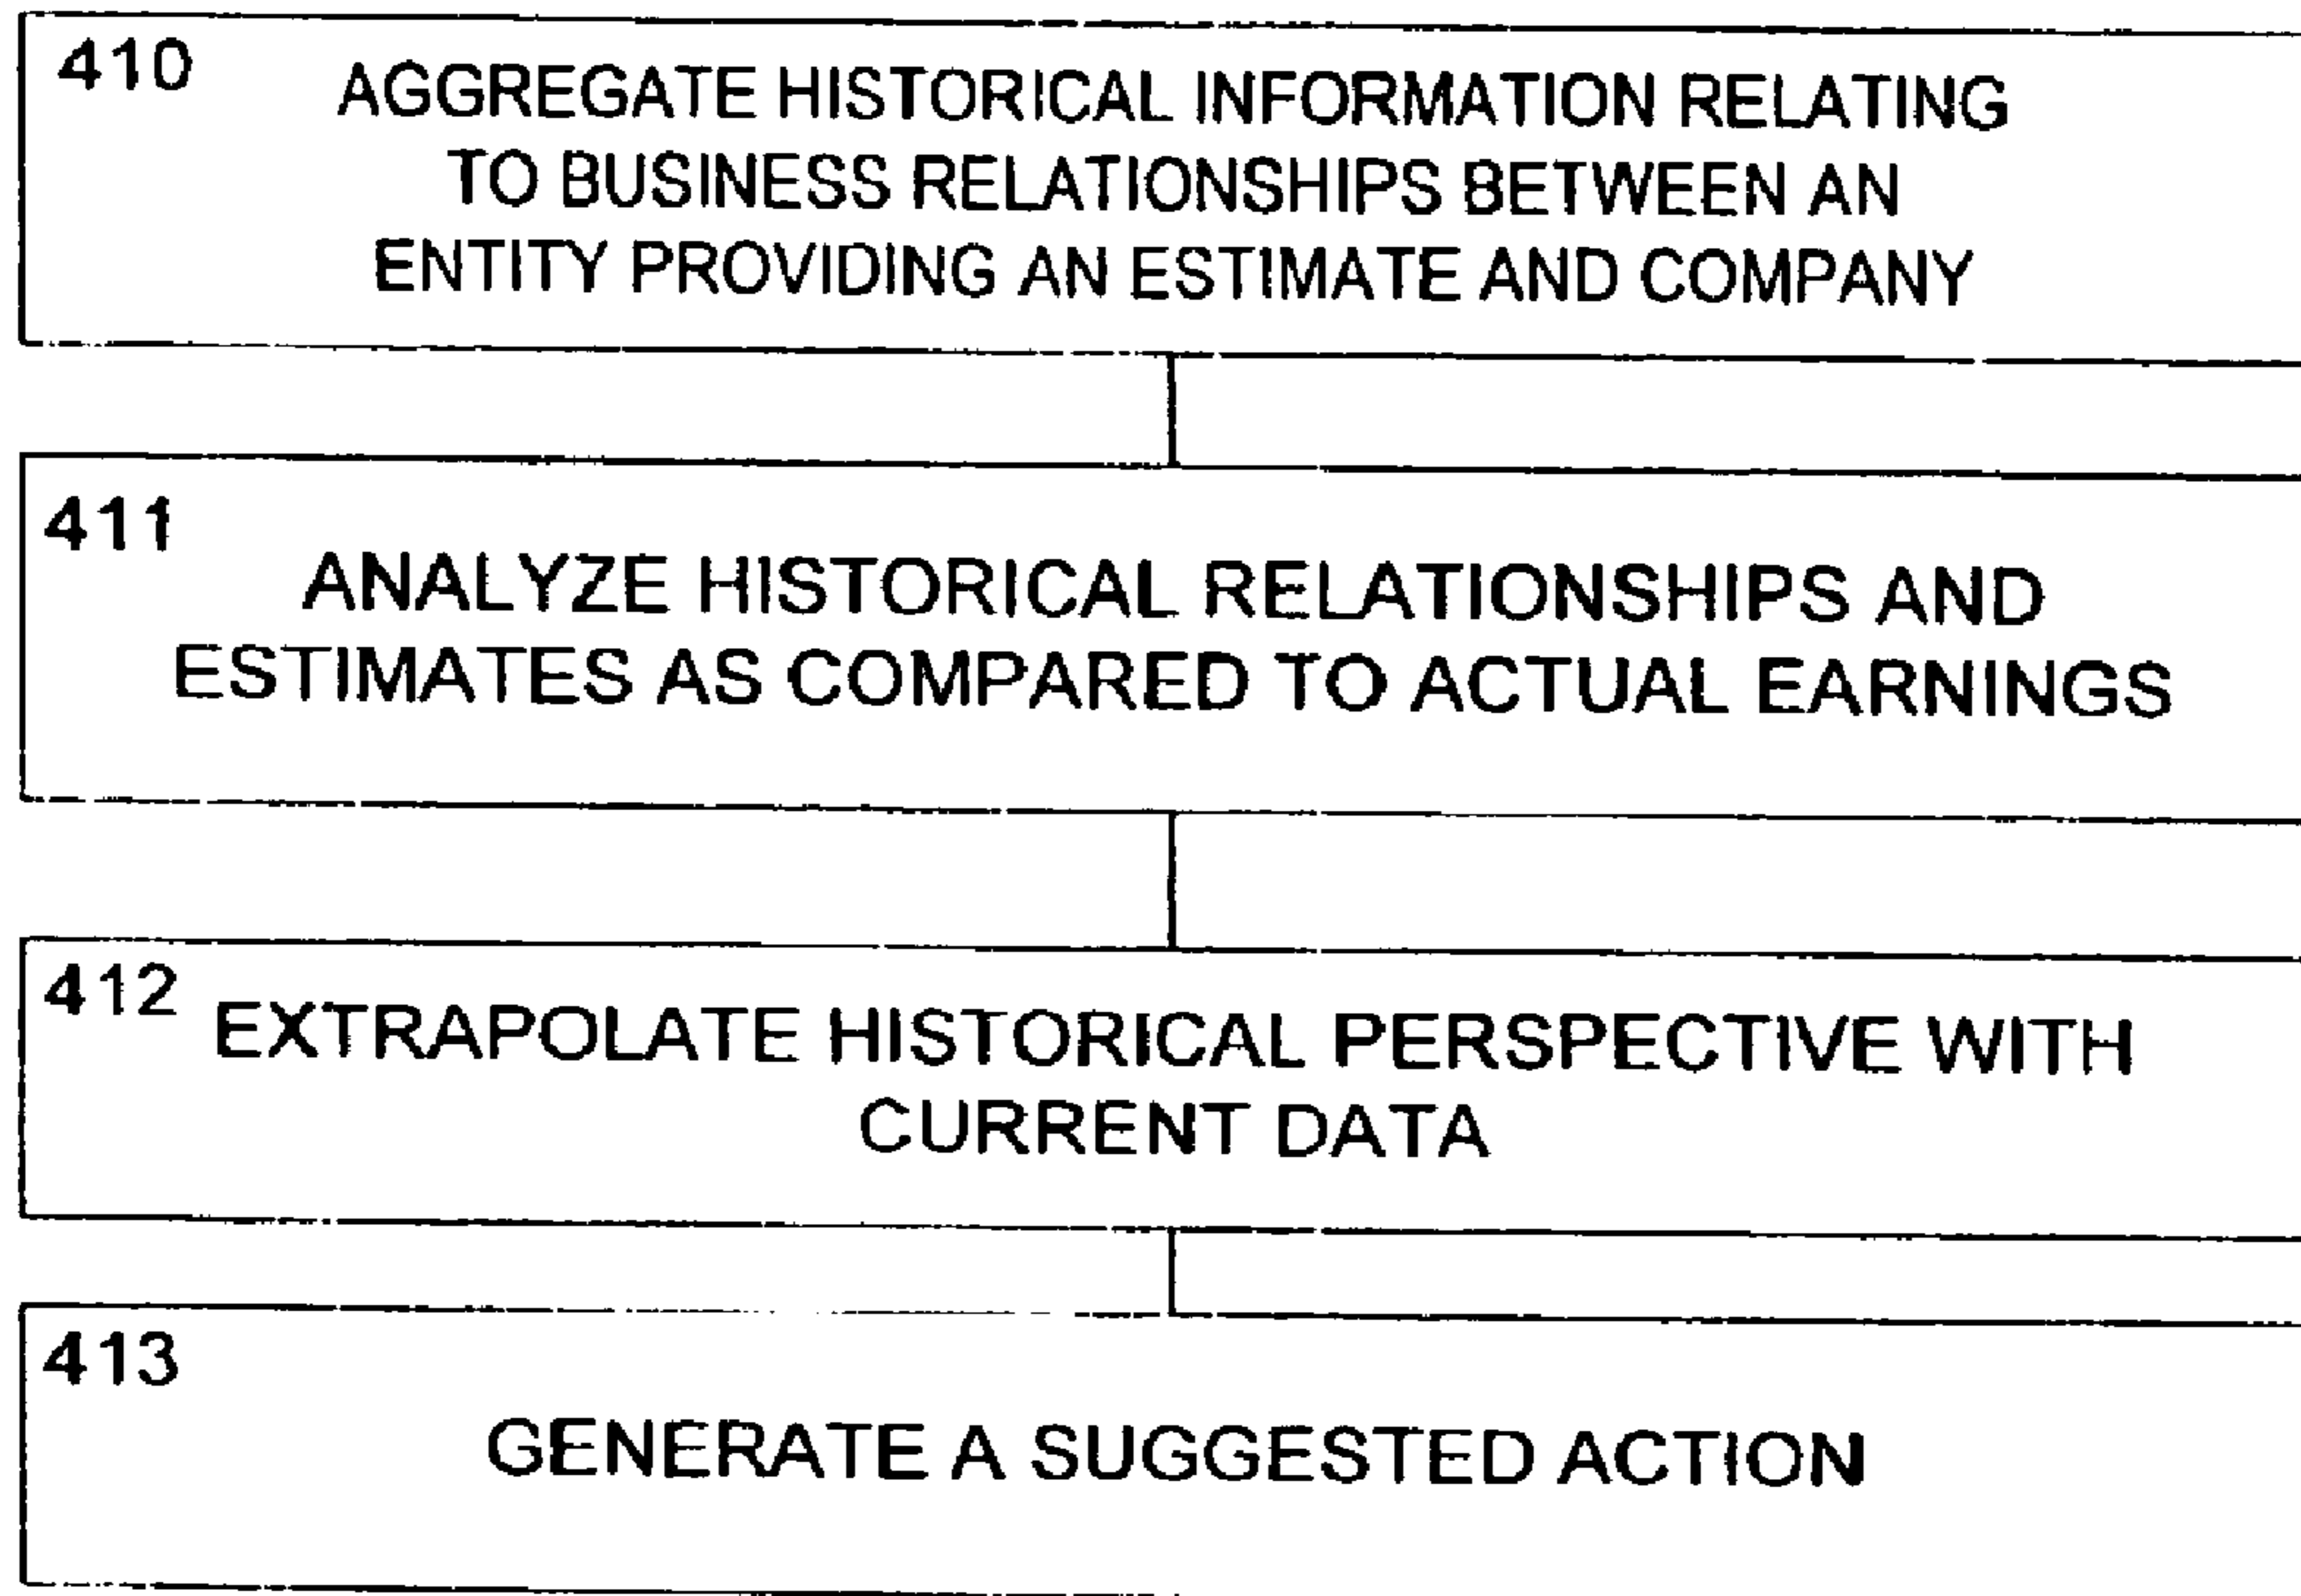 410
AGGREGATE HISTORICAL INFORMATION RELATING
TO BUSINESS RELATIONSHIPS BETWEEN AN
ENTITY PROVIDING AN ESTIMATE AND COMPANY
411
ANALYZE HISTORICAL RELATIONSHIPS AND
ESTIMATES AS COMPARED TO ACTUAL EARNINGS
412
EXTRAPOLATE HISTORICAL PERSPECTIVE WITH
CURRENT DATA
413
GENERATE A SUGGESTED ACTION